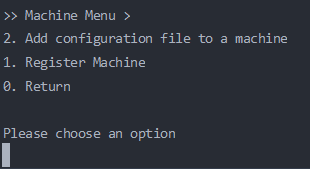 >> Machine Menu >
2. Add configuration file to a machine
1. Register Machine
0. Return
Please choose an option